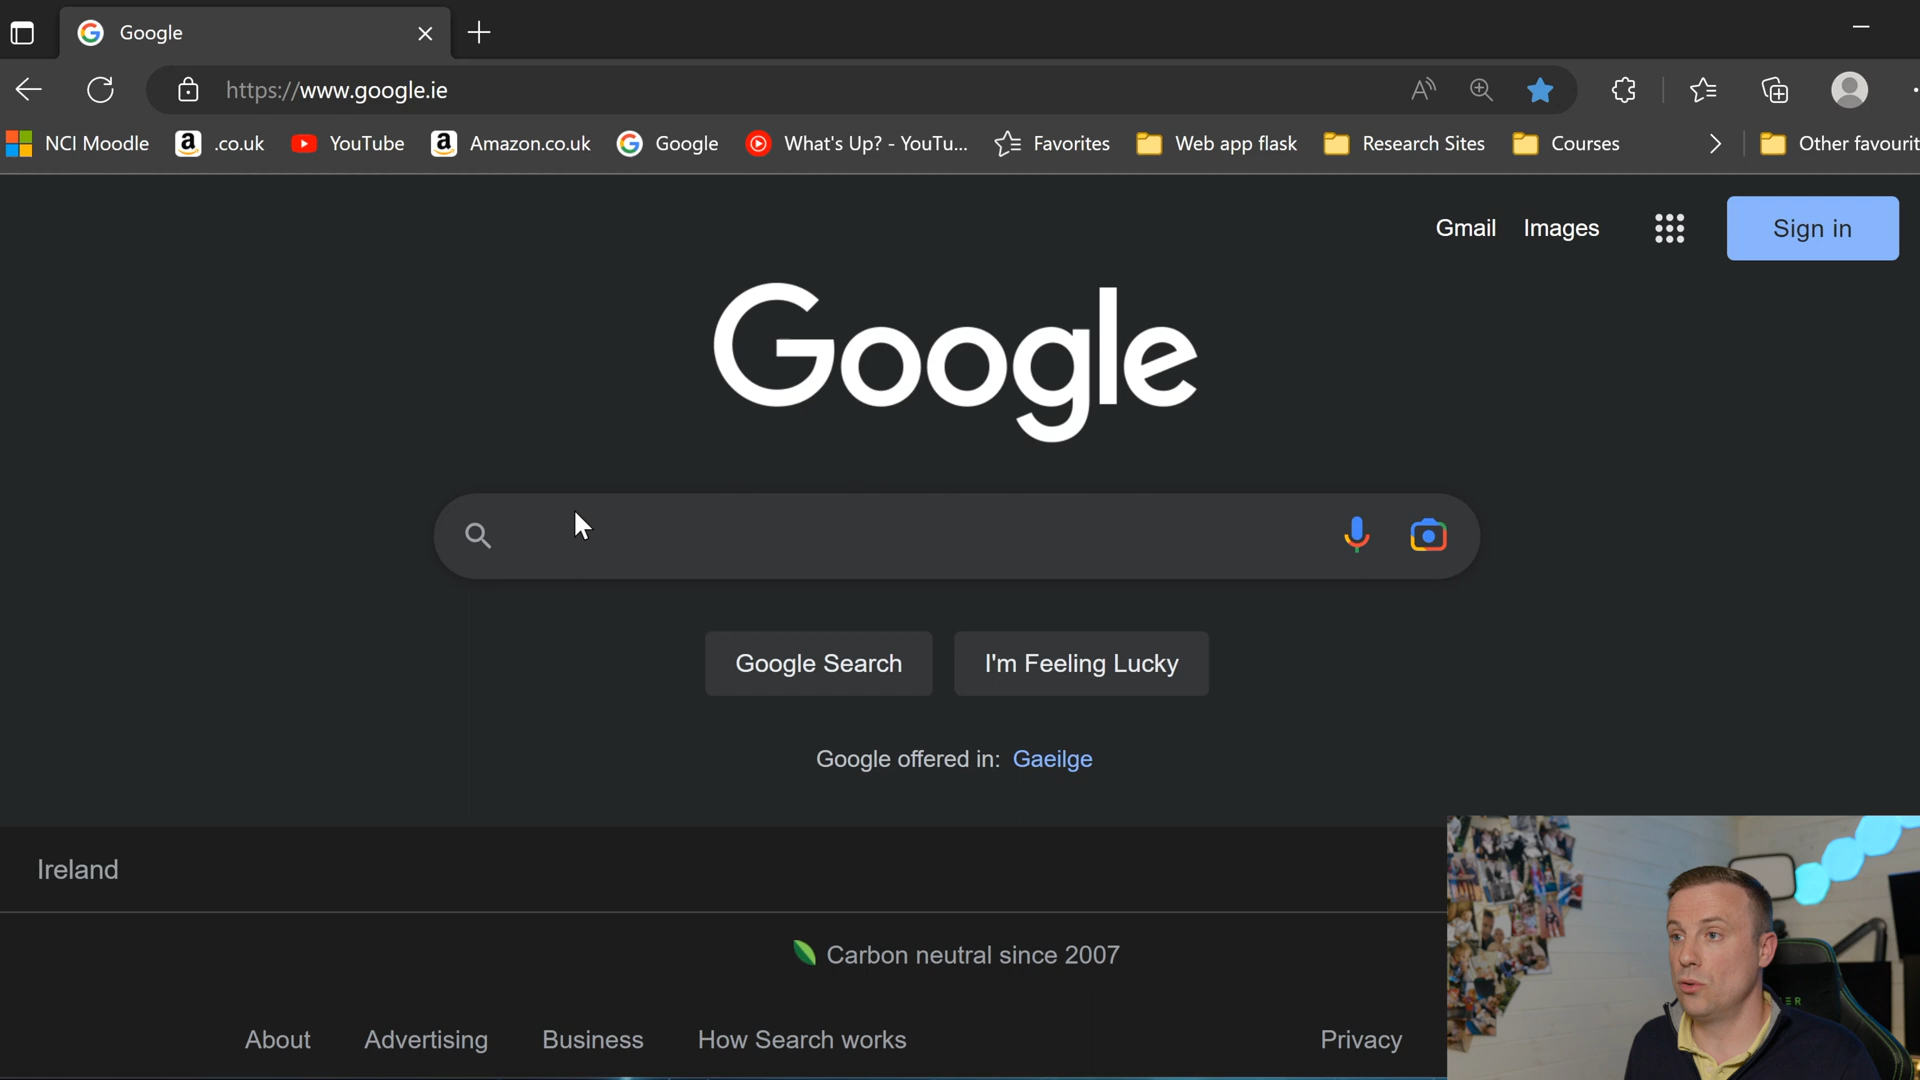 Google
https://www.google.ie
NCI Moodle .co.uk YouTube Amazon.co.uk Google What's Up? - YouTu... Favorites Web app flask Research Sites Courses Other favourit
Gmail Images Sign in
Google
Google Search I'm Feeling Lucky
Google offered in: Gaeilge
Ireland
Carbon neutral since 2007
About Advertising Business How Search works Privacy